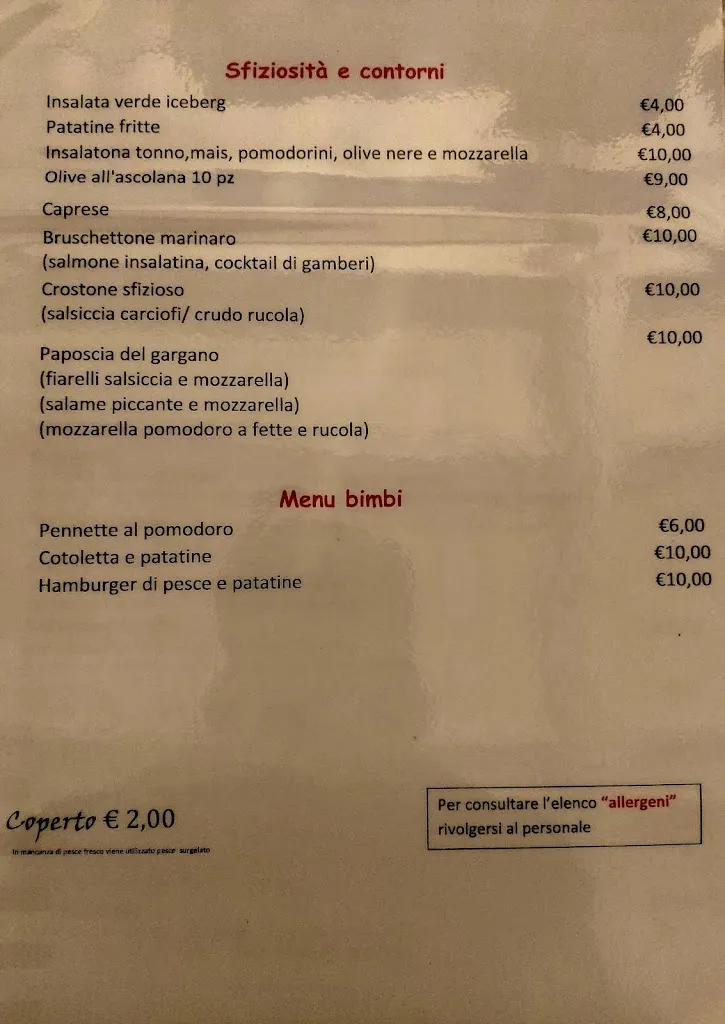 Sfiziosità e contorni
Insalata verde iceberg €4,00
Patatine fritte €4,00
Insalatona tonno,mais, pomodorini, olive nere e mozzarella €10,00
Olive all'ascolana 10 pz €9,00
Caprese €8,00
Bruschettone marinaro €10,00
(salmone insalatina, cocktail di gamberi)
Crostone sfizioso €10,00
(salsiccia carciofi/ crudo rucola)
€10,00
Paposcia del gargano
(fiarelli salsiccia e mozzarella)
(salame piccante e mozzarella)
(mozzarella pomodoro a fette e rucola)
Menu bimbi
Pennette al pomodoro €6,00
Cotoletta e patatine €10,00
Hamburger di pesce e patatine €10,00
Coperto € 2,00
In mancanza di pesce fresco viene utilizzato pesce surgelato
Per consultare l'elenco "allergeni"
rivolgersi al personale